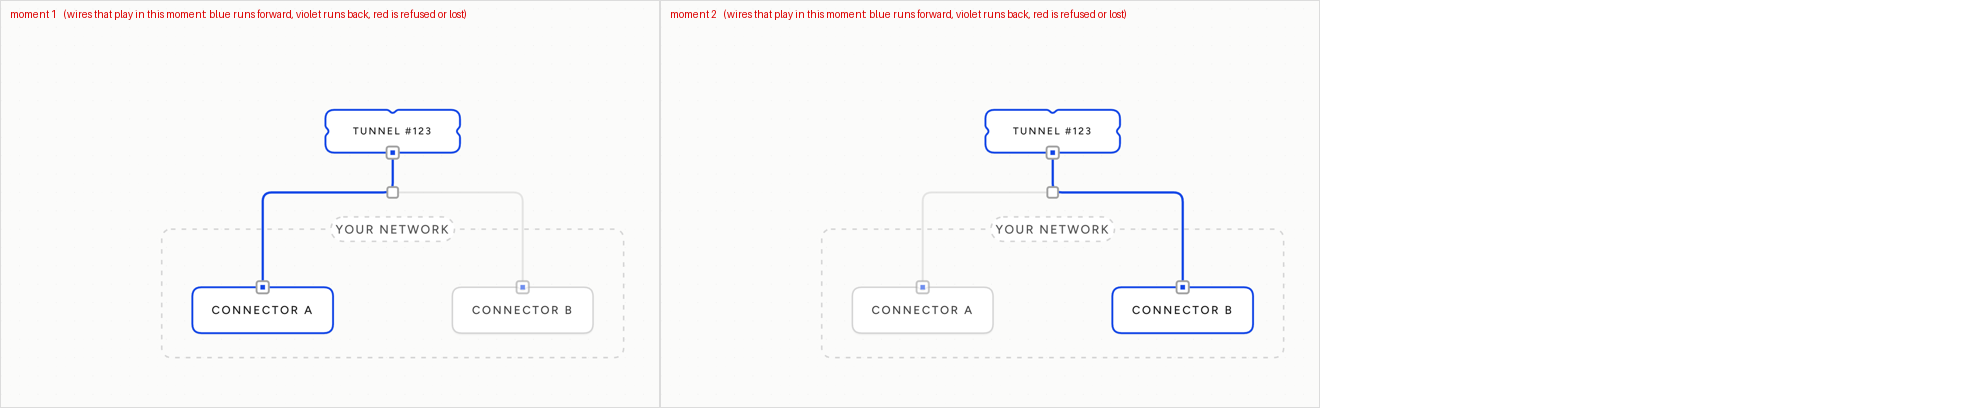 moment 1 (wires that play in this moment: blue runs forward, violet runs back, red is refused or lost)
TUNNEL #123
YOUR NETWORK
CONNECTOR A
CONNECTOR B
moment 2 (wires that play in this moment: blue runs forward, violet runs back, red is refused or lost)
TUNNEL #123
YOUR NETWORK
CONNECTOR A
CONNECTOR B